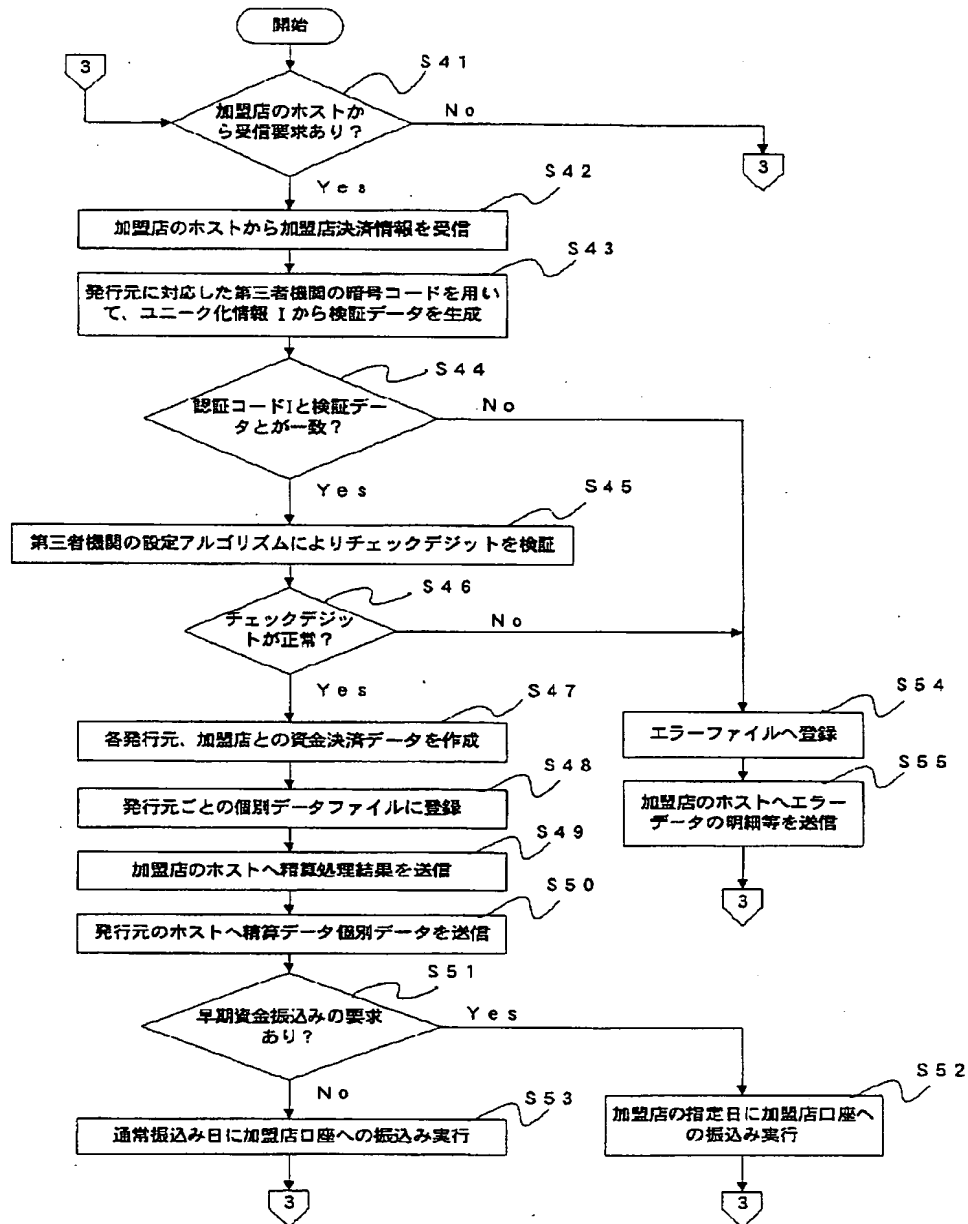 開始
3
S41
加盟店のホストか
ら受信要求あり？
No
3
Yes
S42
加盟店のホストから加盟店決済情報を受信
S43
発行元に対応した第三者機関の暗号コードを用い
て、ユニーク化情報 I から検証データを生成
S44
認証コードIと検証デー
タとが一致？
No
Yes
S45
第三者機関の設定アルゴリズムによりチェックデジットを検証
S46
チェックデジッ
トが正常？
No
Yes
S47
各発行元、加盟店との資金決済データを作成
S54
エラーファイルへ登録
S48
発行元ごとの個別データファイルに登録
S55
加盟店のホストへエラー
データの明細等を送信
3
S49
加盟店のホストへ精算処理結果を送信
S50
発行元のホストへ精算データ個別データを送信
S51
早期資金振込みの要求
あり？
Yes
No
S52
加盟店の指定日に加盟店口座へ
の振込み実行
S53
通常振込み日に加盟店口座への振込み実行
3
3